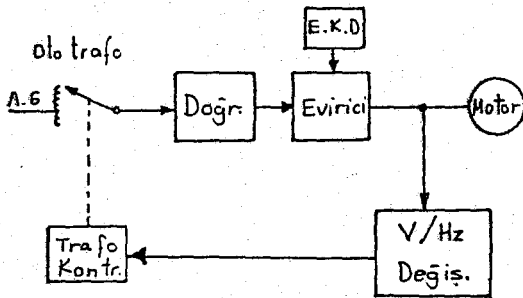 E.K.D
Oto trafo
A.G
Doğr.
Evirici
Motor
V/Hz
Değiş.
Trafo
Kontr.